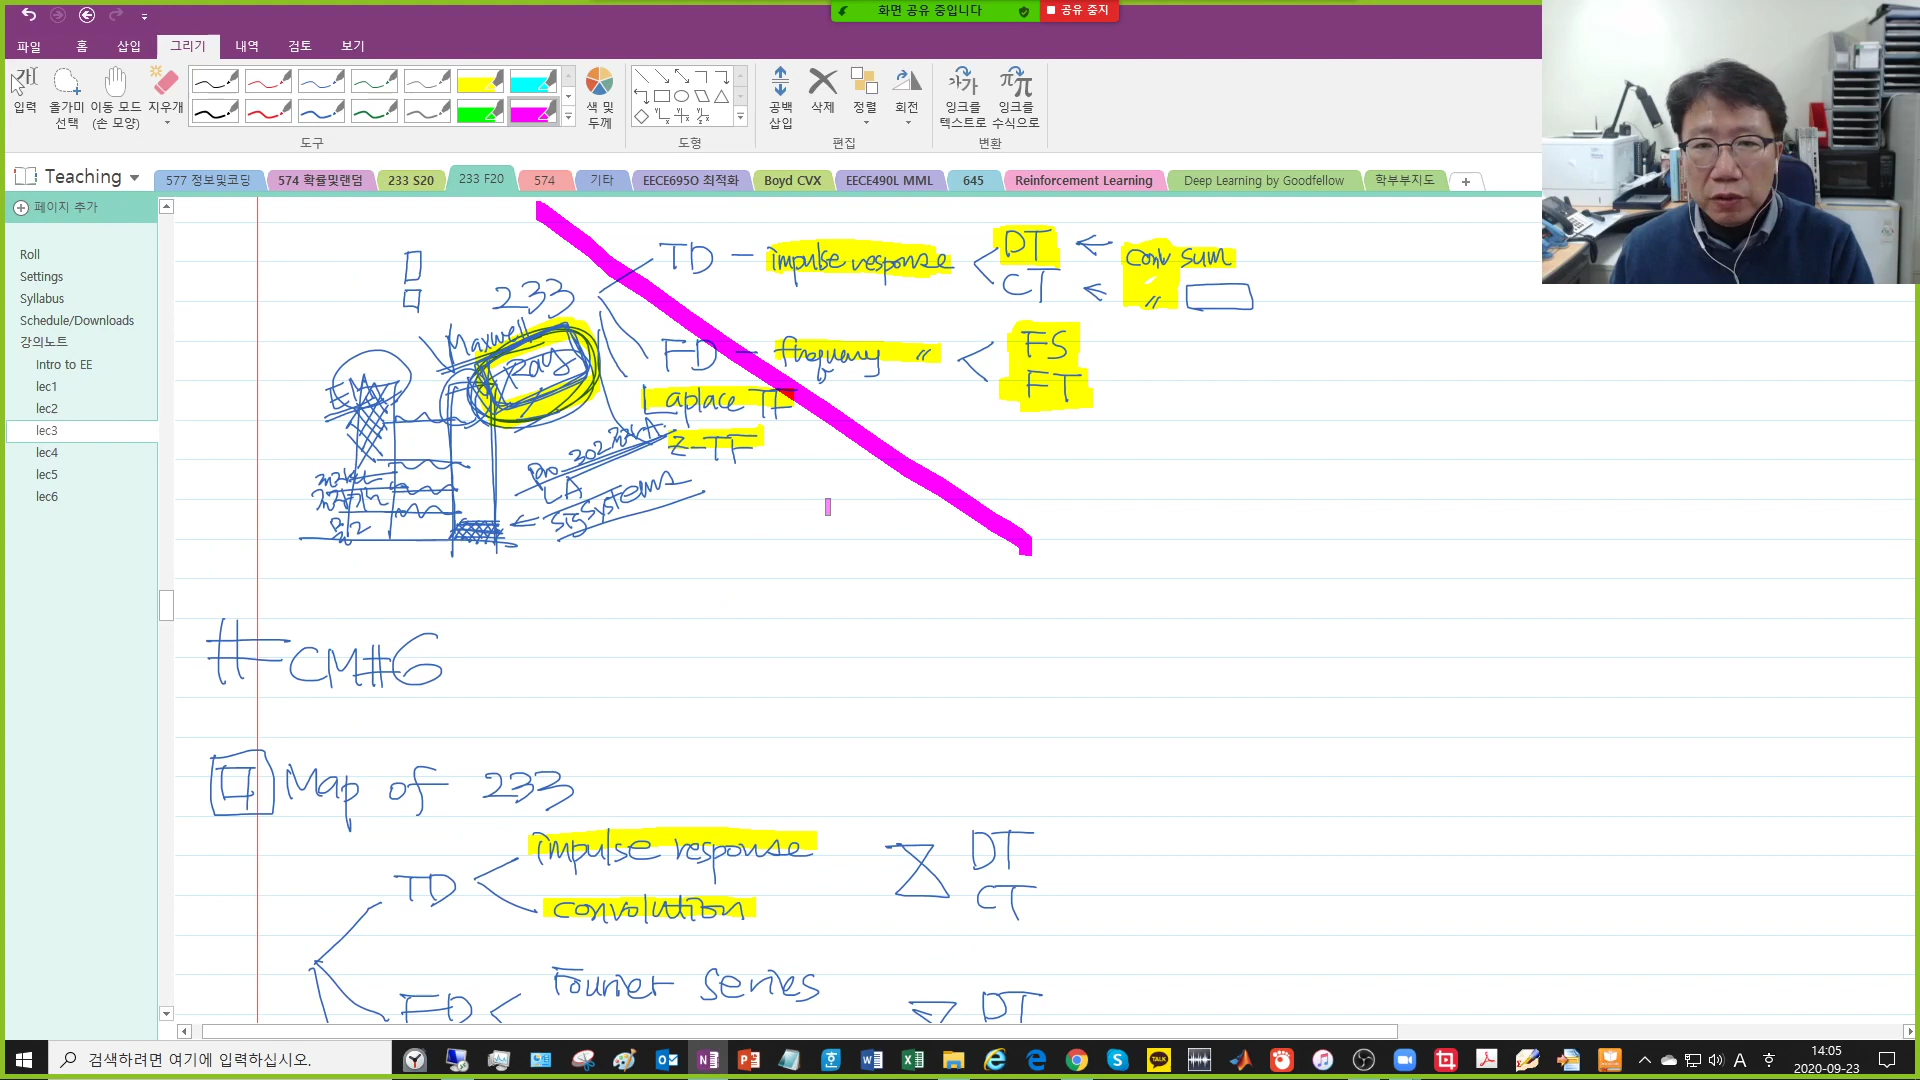 화면 공유 중입니다 공유 중지
파일 홈 삽입 그리기 내역 검토 보기
입력 올가미 선택 이동 모드 (손 모양) 지우개 색 및 두께 공백 삽입 삭제 정렬 회전 잉크를 텍스트로 잉크를 수식으로
도구 도형 편집 변환
Teaching 577 정보및코딩 574 확률및랜덤 233 S20 233 F20 574 기타 EECE695O 최적화 Boyd CVX EECE490L MML 645 Reinforcement Learning Deep Learning by Goodfellow 학부부지도
페이지 추가
Roll
Settings
Syllabus
Schedule/Downloads
강의노트
Intro to EE
lec1
lec2
lec3
lec4
lec5
lec6
TD - impulse response < DT ← conv sum
CT ← 〃
233
Maxwell
FD - frequency 〃 < FS
FT
EM
Laplace TF
Z-TF
LA
Sig Systems
# CM#6
Map of 233
TD impulse response DT
convolution CT
Fourier Series
FD < DT
검색하려면 여기에 입력하십시오.
A
14:05
2020-09-23